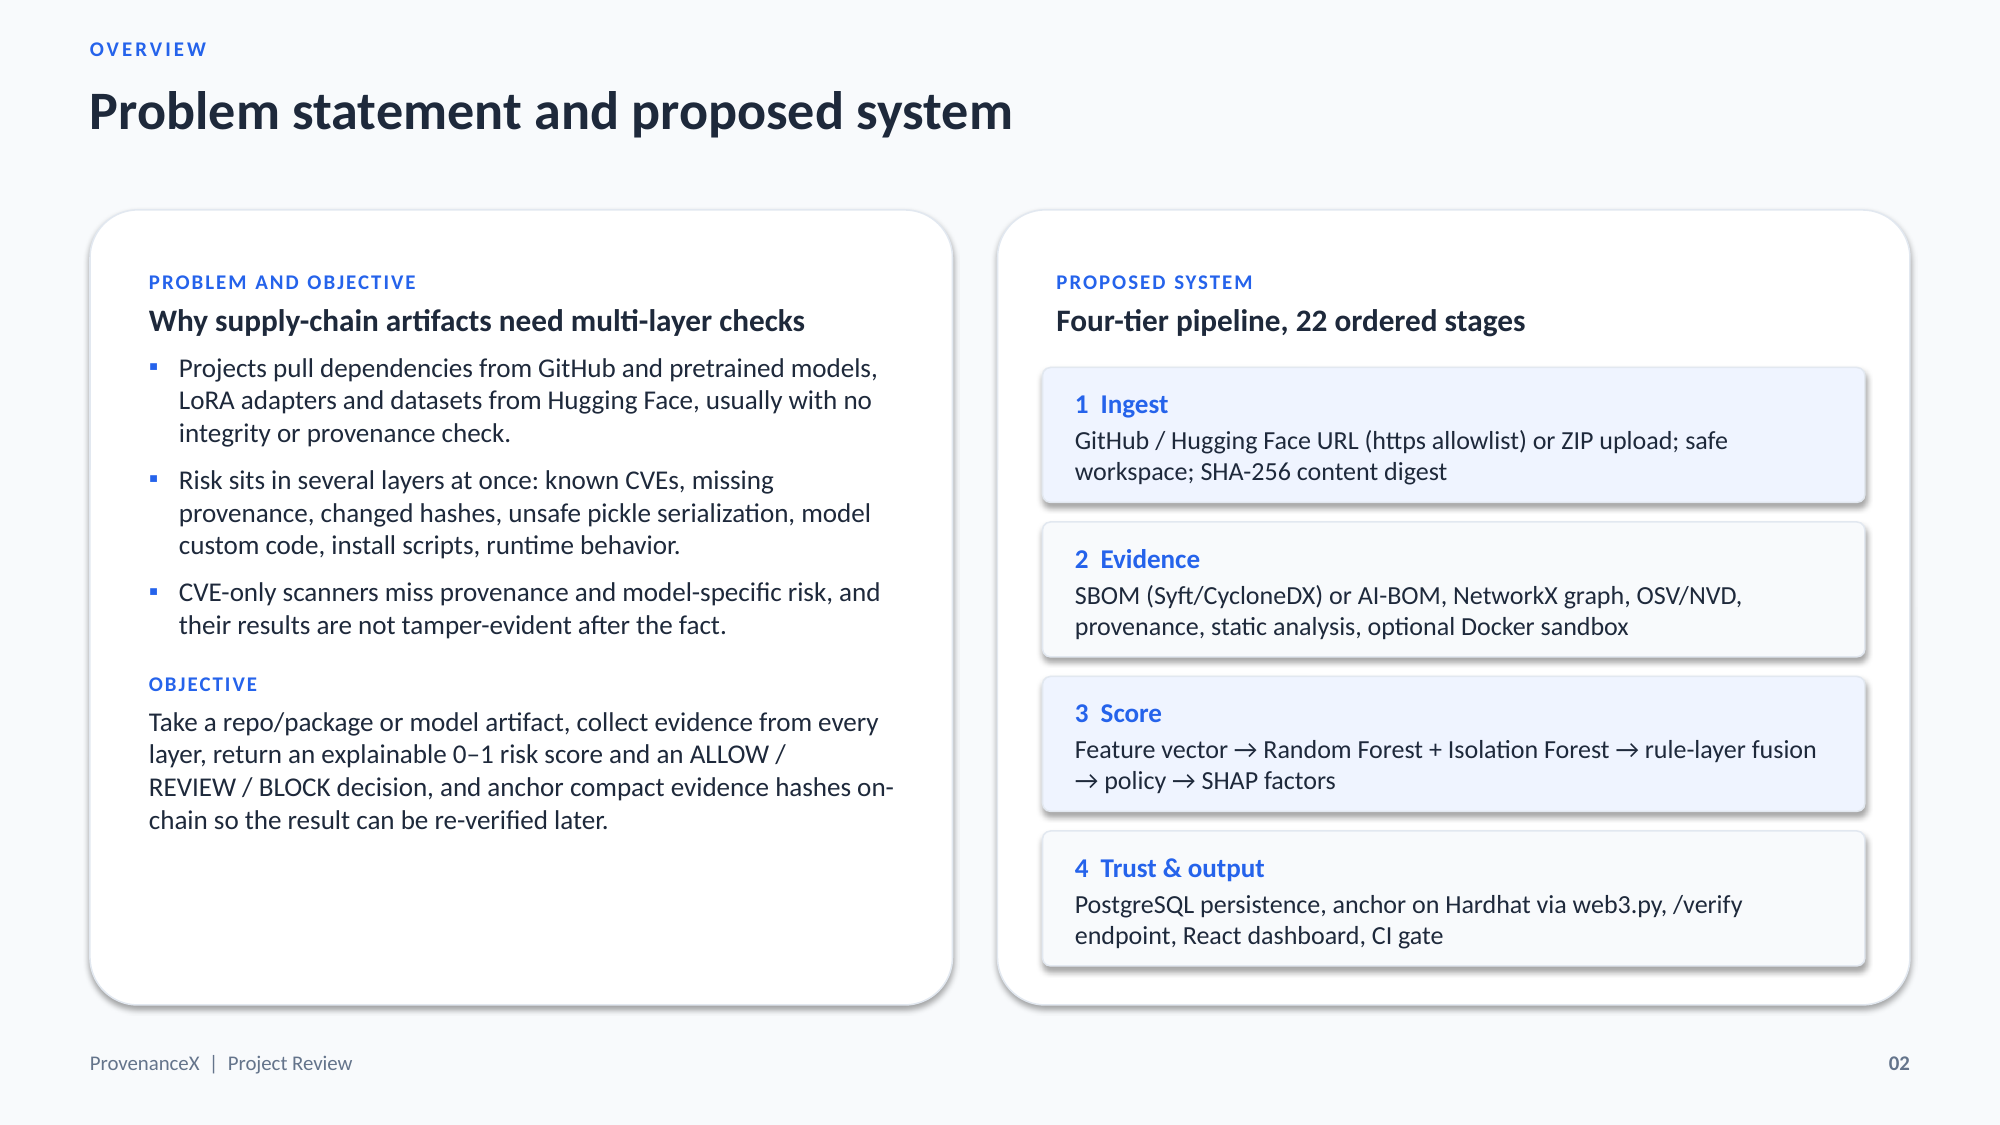 OVERVIEW
Problem statement and proposed system
PROBLEM AND OBJECTIVE
Why supply-chain artifacts need multi-layer checks
▪ Projects pull dependencies from GitHub and pretrained models,
LoRA adapters and datasets from Hugging Face, usually with no
integrity or provenance check.
▪ Risk sits in several layers at once: known CVEs, missing
provenance, changed hashes, unsafe pickle serialization, model
custom code, install scripts, runtime behavior.
▪ CVE-only scanners miss provenance and model-specific risk, and
their results are not tamper-evident after the fact.
OBJECTIVE
Take a repo/package or model artifact, collect evidence from every
layer, return an explainable 0–1 risk score and an ALLOW /
REVIEW / BLOCK decision, and anchor compact evidence hashes on-
chain so the result can be re-verified later.
PROPOSED SYSTEM
Four-tier pipeline, 22 ordered stages
1 Ingest
GitHub / Hugging Face URL (https allowlist) or ZIP upload; safe
workspace; SHA-256 content digest
2 Evidence
SBOM (Syft/CycloneDX) or AI-BOM, NetworkX graph, OSV/NVD,
provenance, static analysis, optional Docker sandbox
3 Score
Feature vector → Random Forest + Isolation Forest → rule-layer fusion
→ policy → SHAP factors
4 Trust & output
PostgreSQL persistence, anchor on Hardhat via web3.py, /verify
endpoint, React dashboard, CI gate
ProvenanceX | Project Review
02